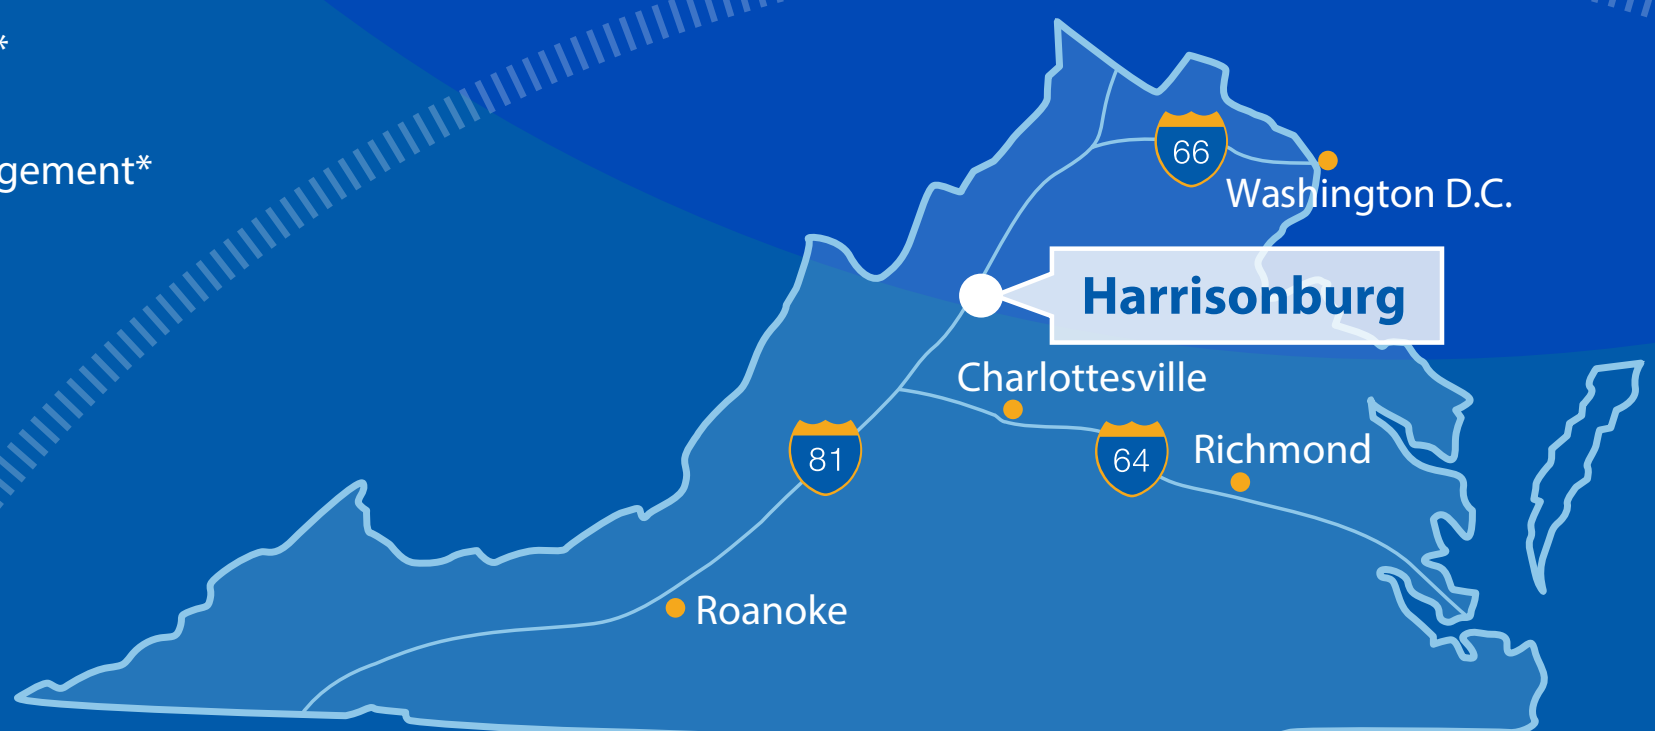 *
gement*
66
Washington D.C.
Harrisonburg
Charlottesville
81
64
Richmond
Roanoke